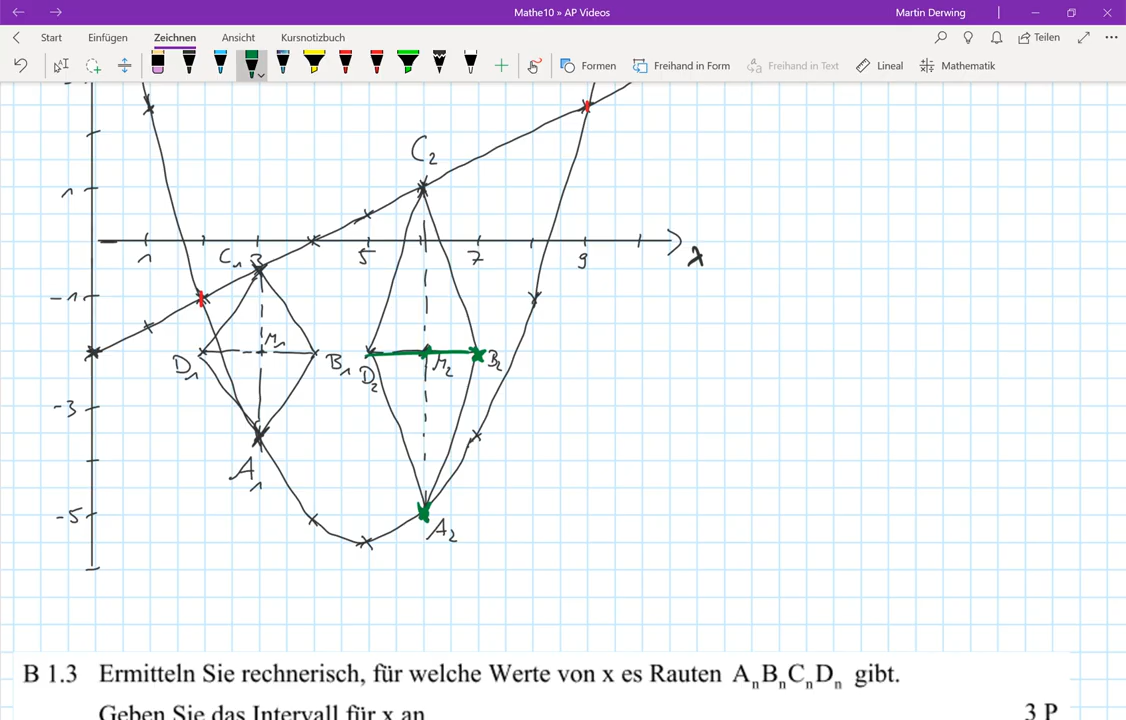 Mathe10 » AP Videos
Martin Derwing
Start Einfügen Zeichnen Ansicht Kursnotizbuch
Teilen
Formen Freihand in Form Freihand in Text Lineal Mathematik
C₂
1
C₁ 3
1 5 7 9 x
-1
D₁ M₁ B₁ D₂ M₂ B₂
-3
A₁
-5
A₂
B 1.3 Ermitteln Sie rechnerisch, für welche Werte von x es Rauten AₙBₙCₙDₙ gibt.
Geben Sie das Intervall für x an 3 P